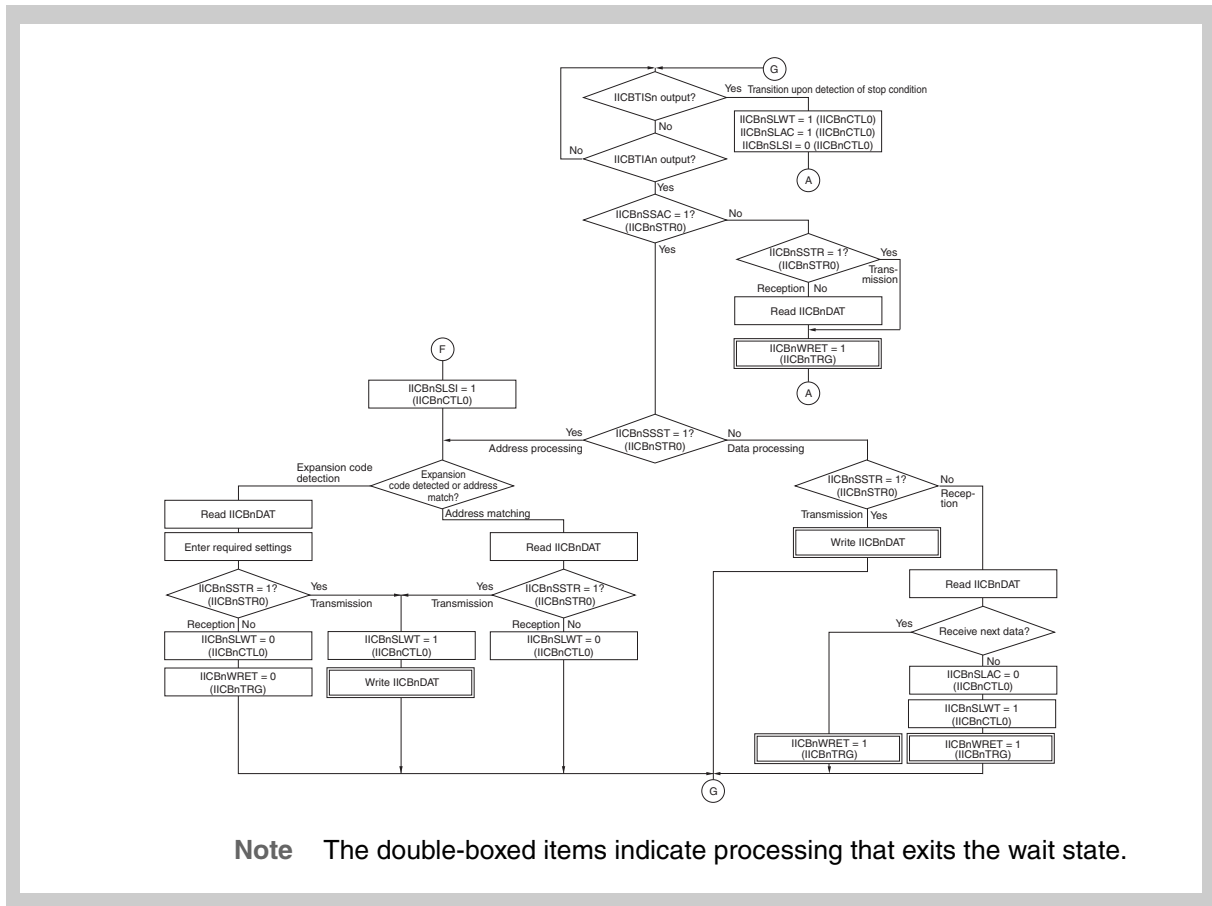 G
IICBTISn output?
Yes
Transition upon detection of stop condition
IICBnSLWT = 1 (IICBnCTL0)
IICBnSLAC = 1 (IICBnCTL0)
IICBnSLSI = 0 (IICBnCTL0)
A
No
No
IICBTIAn output?
Yes
IICBnSSAC = 1?
(IICBnSTR0)
No
Yes
IICBnSSTR = 1?
(IICBnSTR0)
Yes
Trans-
mission
Reception
No
Read IICBnDAT
IICBnWRET = 1
(IICBnTRG)
A
F
IICBnSLSI = 1
(IICBnCTL0)
IICBnSSST = 1?
(IICBnSTR0)
Yes
Address processing
No
Data processing
Expansion code
detection
Expansion
code detected or address
match?
Address matching
Read IICBnDAT
Enter required settings
IICBnSSTR = 1?
(IICBnSTR0)
Yes
Transmission
Reception
No
IICBnSLWT = 0
(IICBnCTL0)
IICBnWRET = 0
(IICBnTRG)
IICBnSLWT = 1
(IICBnCTL0)
Write IICBnDAT
Read IICBnDAT
Yes
Transmission
IICBnSSTR = 1?
(IICBnSTR0)
Reception
No
IICBnSLWT = 0
(IICBnCTL0)
IICBnSSTR = 1?
(IICBnSTR0)
No
Recep-
tion
Transmission
Yes
Write IICBnDAT
Read IICBnDAT
Receive next data?
Yes
No
IICBnSLAC = 0
(IICBnCTL0)
IICBnSLWT = 1
(IICBnCTL0)
IICBnWRET = 1
(IICBnTRG)
IICBnWRET = 1
(IICBnTRG)
G
Note The double-boxed items indicate processing that exits the wait state.